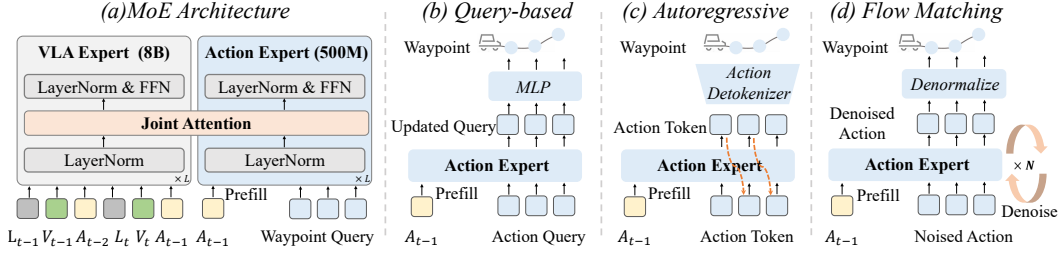 (a)MoE Architecture
VLA Expert (8B)
LayerNorm & FFN
Action Expert (500M)
LayerNorm & FFN
Joint Attention
LayerNorm
× L
LayerNorm
× L
Prefill
L_{t−1} V_{t−1} A_{t−2} L_t V_t A_{t−1} A_{t−1} Waypoint Query
(b) Query-based
Waypoint
MLP
Updated Query
Action Expert
Prefill
A_{t−1} Action Query
(c) Autoregressive
Waypoint
Action
Detokenizer
Action Token
Action Expert
Prefill
A_{t−1} Action Token
(d) Flow Matching
Waypoint
Denormalize
Denoised
Action
Action Expert
× N
Prefill
Denoise
A_{t−1} Noised Action